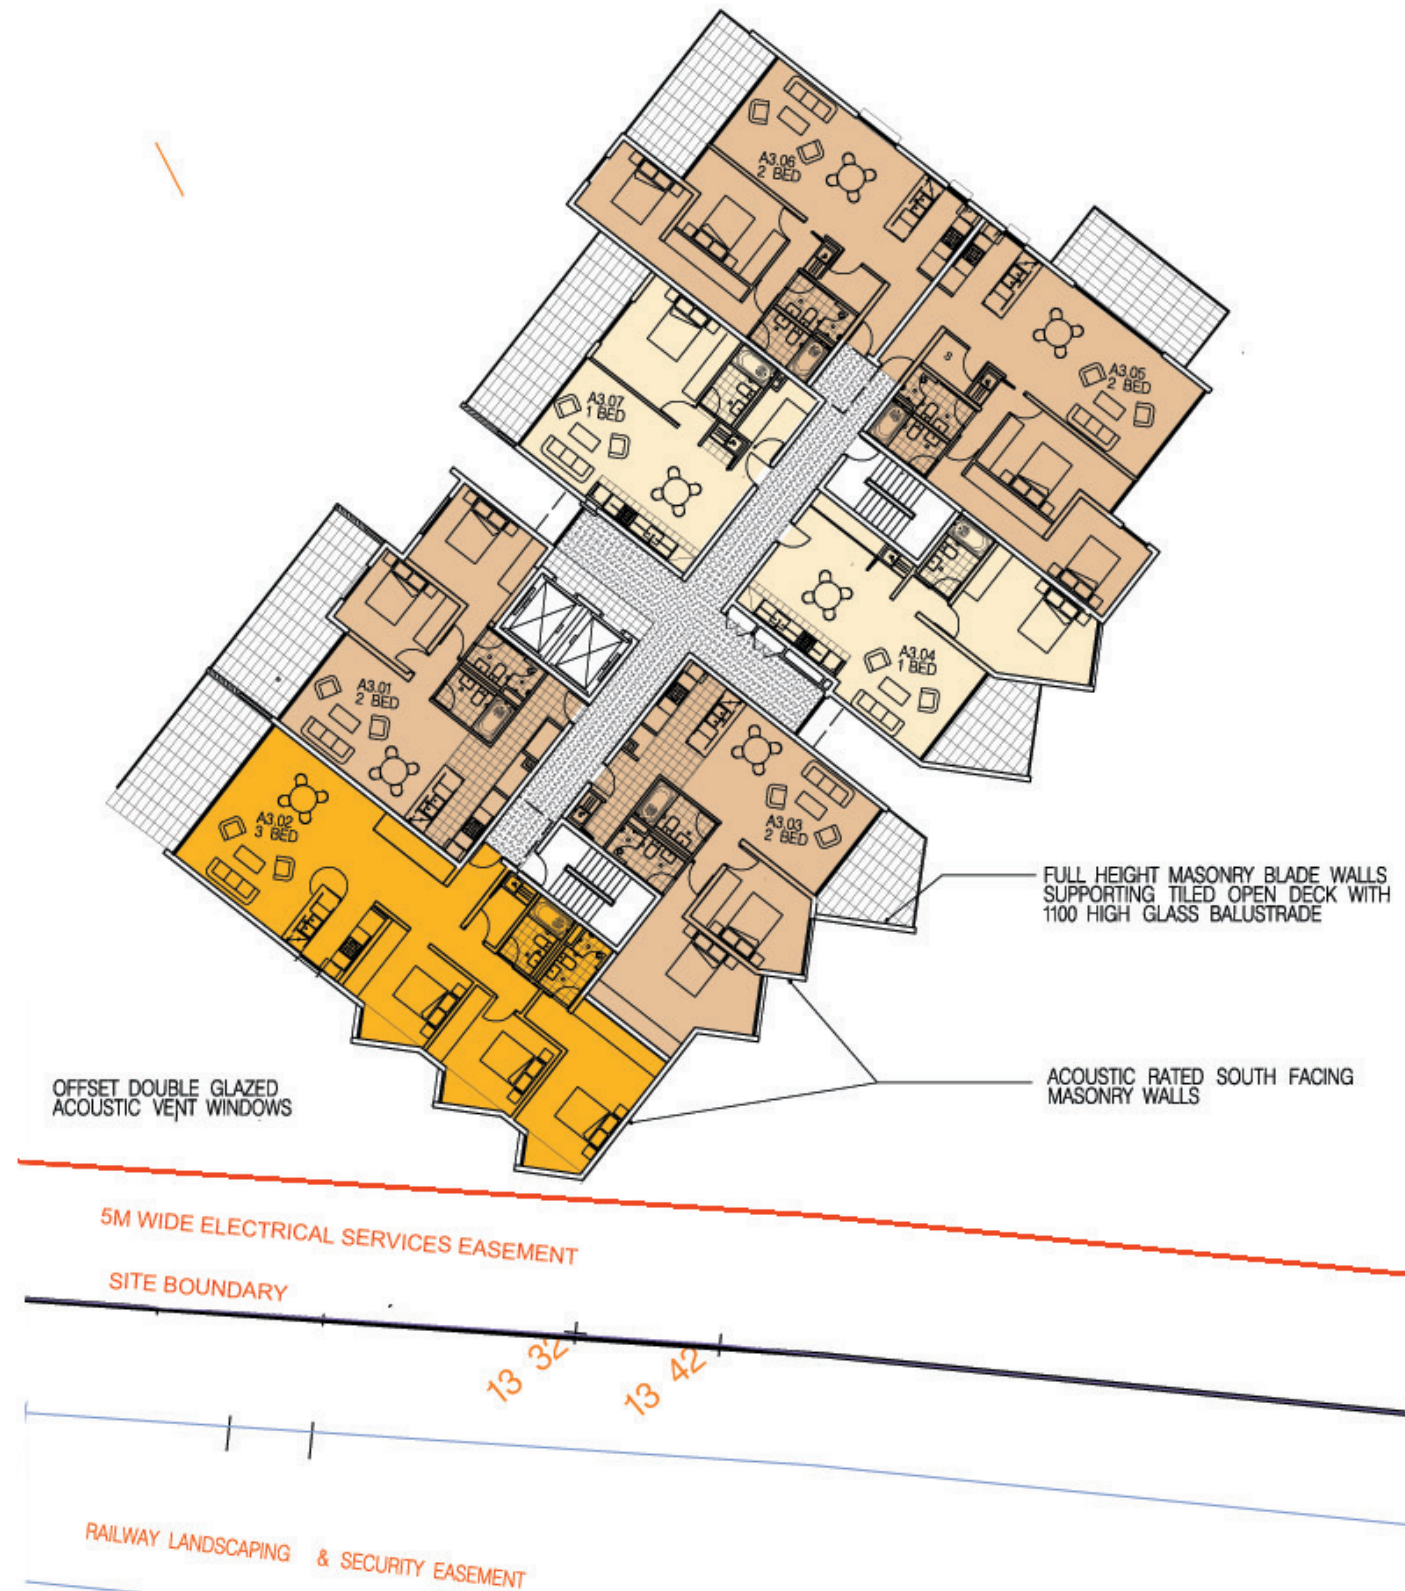 A3.06
2 BED
A3.05
2 BED
A3.07
1 BED
S
A3.04
1 BED
A3.01
2 BED
A3.02
3 BED
A3.03
2 BED
FULL HEIGHT MASONRY BLADE WALLS
SUPPORTING TILED OPEN DECK WITH
1100 HIGH GLASS BALUSTRADE
OFFSET DOUBLE GLAZED
ACOUSTIC VENT WINDOWS
ACOUSTIC RATED SOUTH FACING
MASONRY WALLS
5M WIDE ELECTRICAL SERVICES EASEMENT
SITE BOUNDARY
13 32
13 42
RAILWAY LANDSCAPING & SECURITY EASEMENT